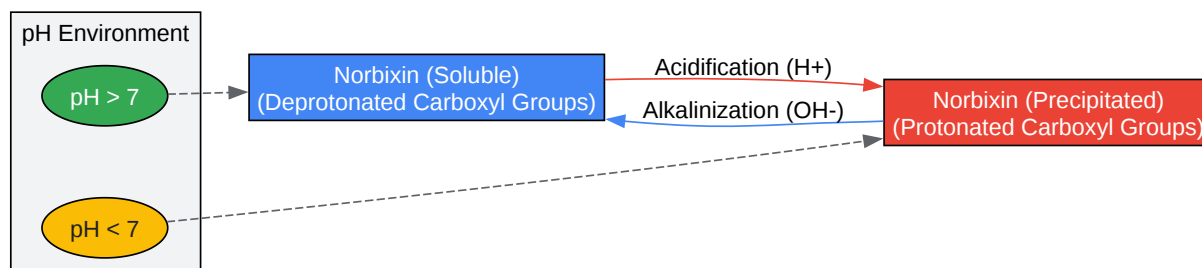 pH Environment
pH > 7
pH < 7
Norbixin (Soluble)
(Deprotonated Carboxyl Groups)
Acidification (H+)
Alkalinization (OH-)
Norbixin (Precipitated)
(Protonated Carboxyl Groups)